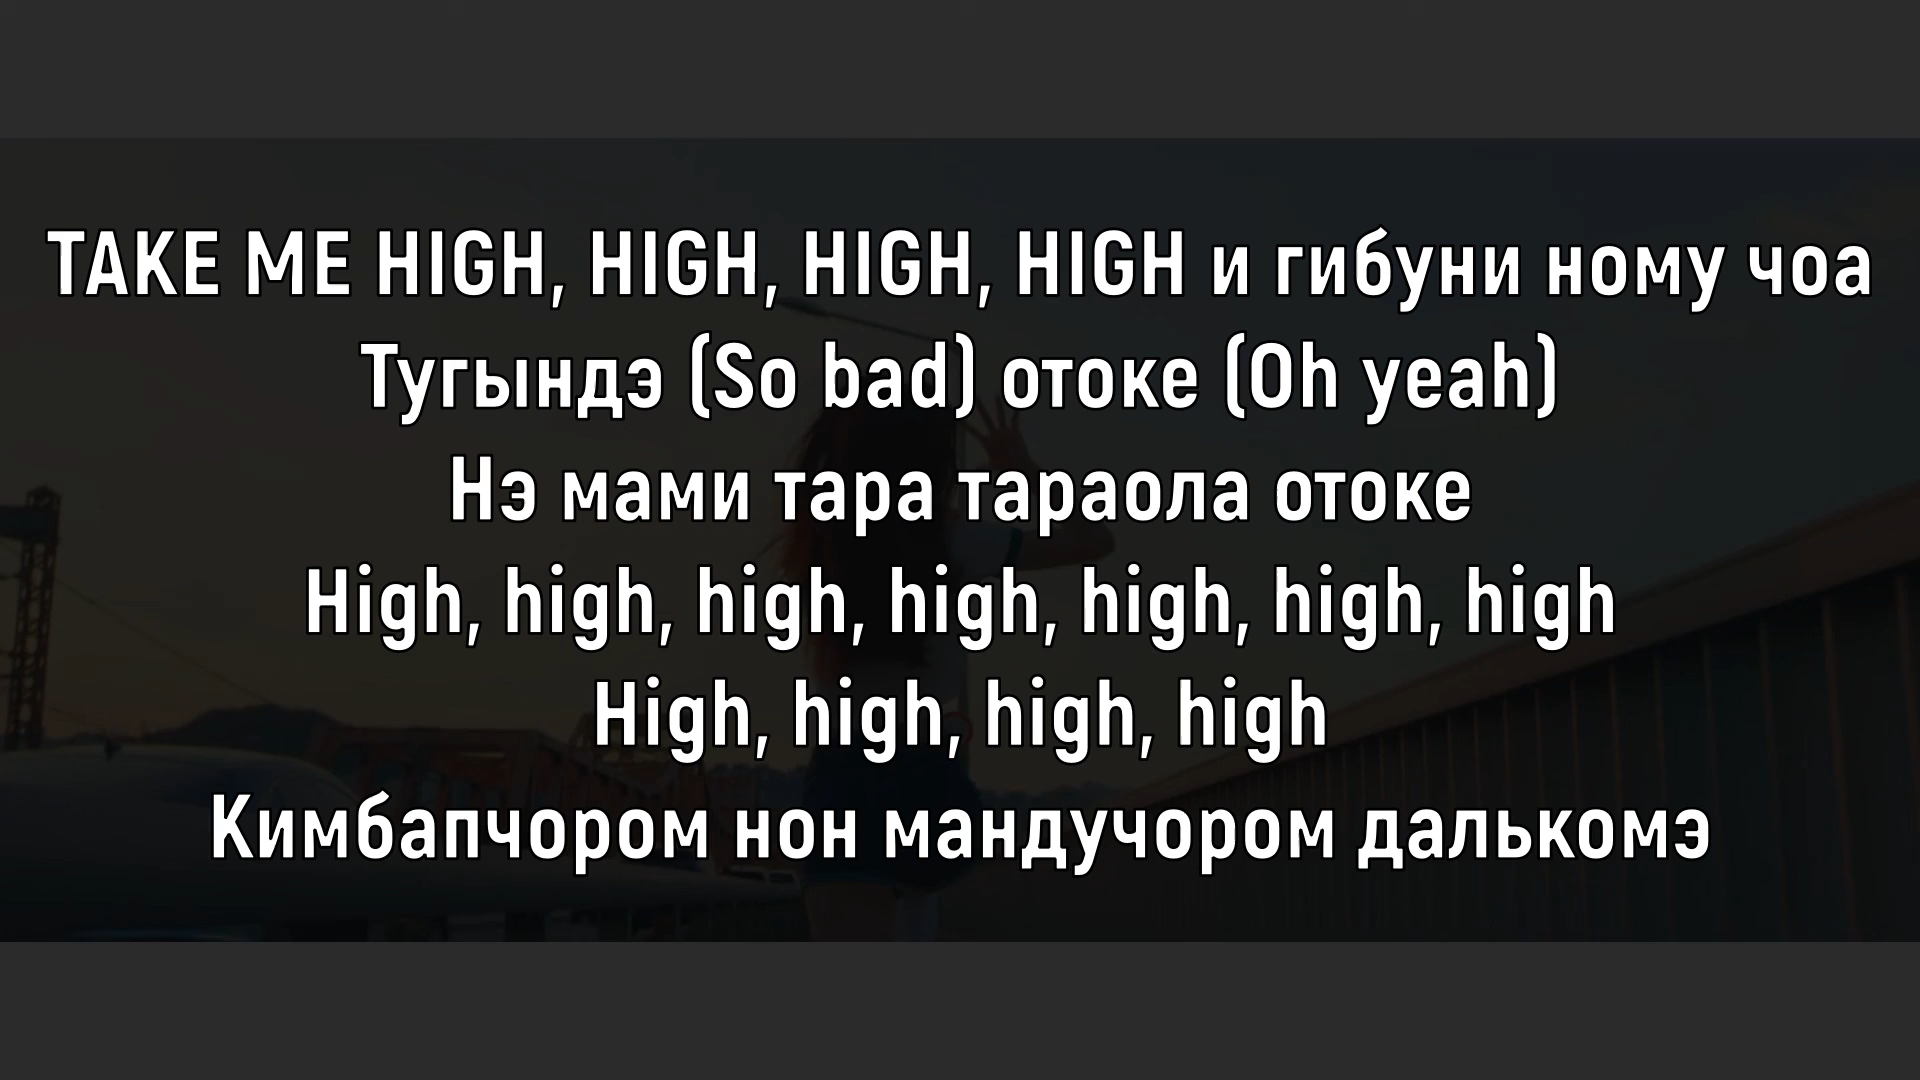 TAKE ME HIGH, HIGH, HIGH, HIGH и гибуни ному чоа
Тугындэ (So bad) отоке (Oh yeah)
Нэ мами тара тараола отоке
High, high, high, high, high, high, high
High, high, high, high
Кимбапчором нон мандучором далькомэ